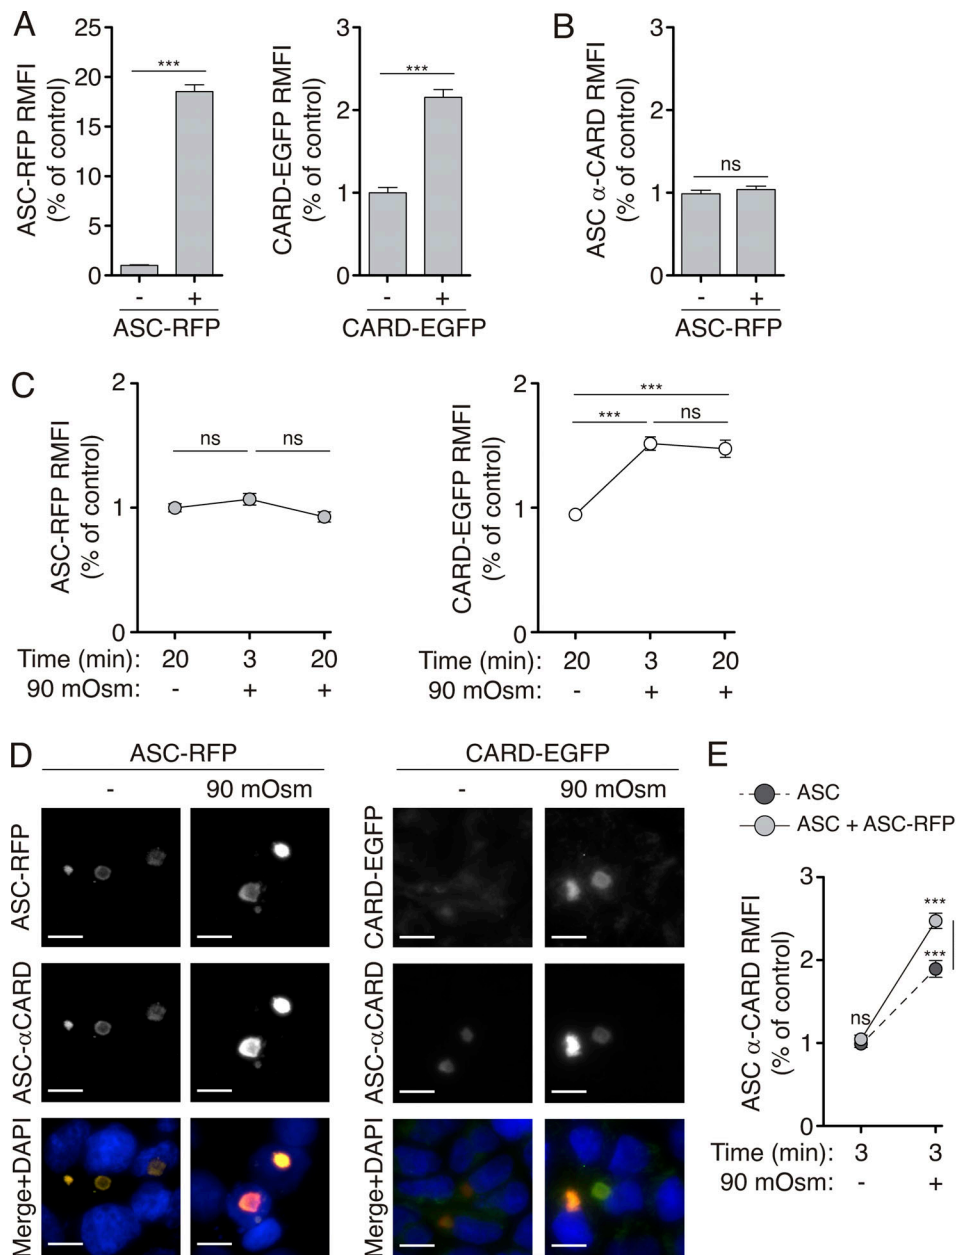 A
ASC-RFP RMFI
(% of control)
25
20
15
10
5
0
***
- +
ASC-RFP
CARD-EGFP RMFI
(% of control)
3
2
1
0
***
- +
CARD-EGFP
B
ASC α-CARD RMFI
(% of control)
3
2
1
0
ns
- +
ASC-RFP
C
ASC-RFP RMFI
(% of control)
2
1
0
ns ns
Time (min): 20 3 20
90 mOsm: - + +
CARD-EGFP RMFI
(% of control)
2
1
0
***
*** ns
Time (min): 20 3 20
90 mOsm: - + +
D
ASC-RFP
- 90 mOsm
ASC-RFP
ASC-αCARD
Merge+DAPI
CARD-EGFP
- 90 mOsm
CARD-EGFP
ASC-αCARD
Merge+DAPI
E
ASC
ASC + ASC-RFP
ASC α-CARD RMFI
(% of control)
3
2
1
0
***
***
ns
Time (min): 3 3
90 mOsm: - +